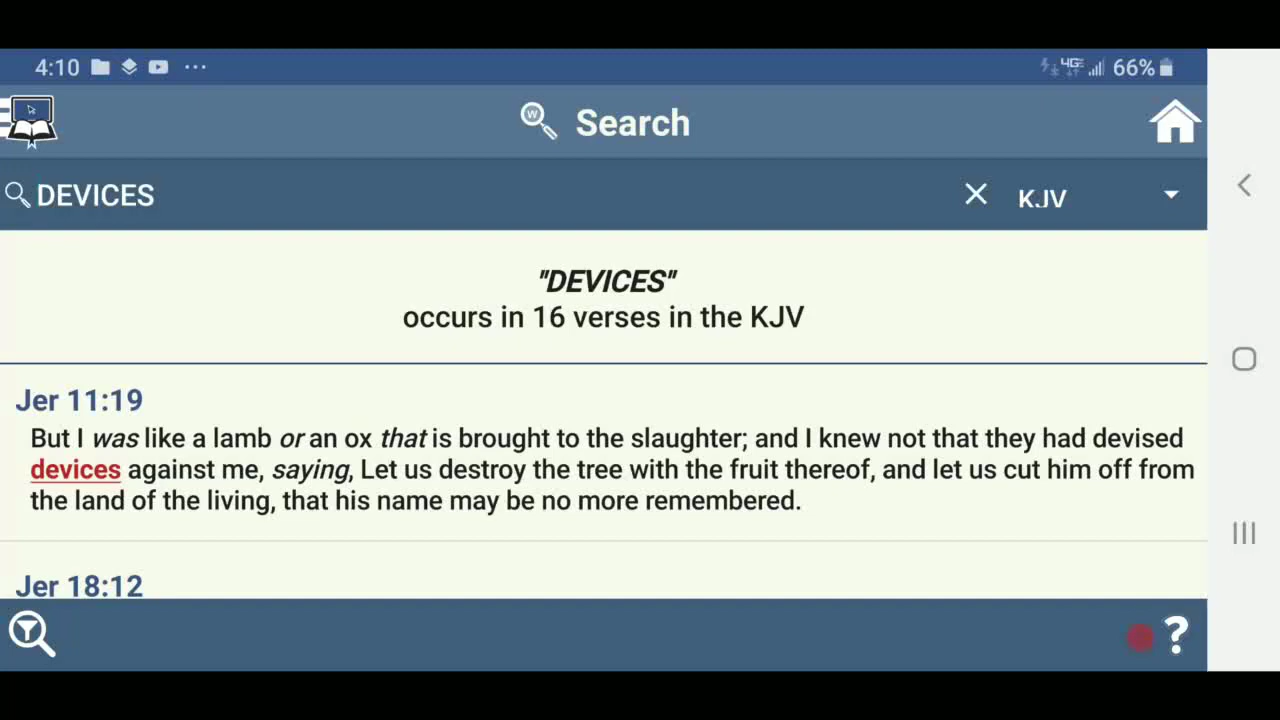 4:10 4G 66%
W Search
DEVICES KJV
"DEVICES"
occurs in 16 verses in the KJV
Jer 11:19
But I was like a lamb or an ox that is brought to the slaughter; and I knew not that they had devised
devices against me, saying, Let us destroy the tree with the fruit thereof, and let us cut him off from
the land of the living, that his name may be no more remembered.
Jer 18:12
?